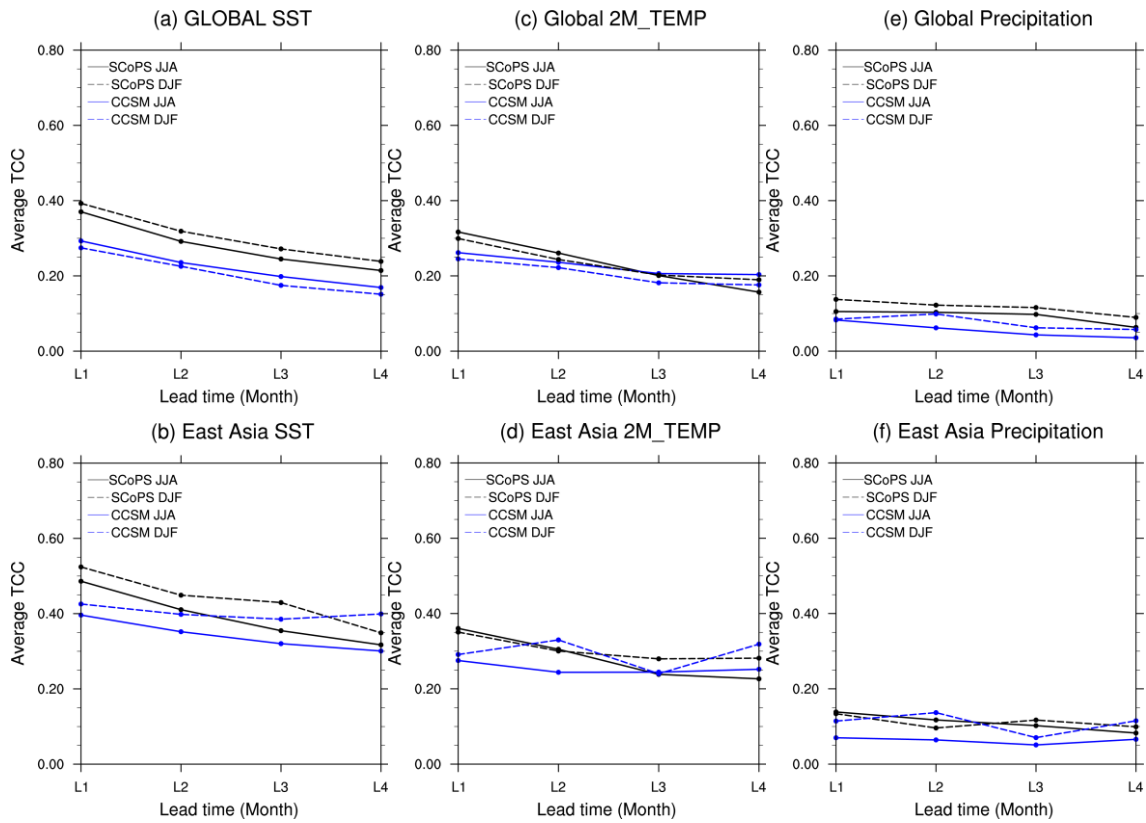 (a) GLOBAL SST
0.80
0.60
0.40
0.20
0.00
Average TCC
SCoPS JJA
SCoPS DJF
CCSM JJA
CCSM DJF
L1 L2 L3 L4
Lead time (Month)
(c) Global 2M_TEMP
0.80
0.60
0.40
0.20
0.00
Average TCC
SCoPS JJA
SCoPS DJF
CCSM JJA
CCSM DJF
L1 L2 L3 L4
Lead time (Month)
(e) Global Precipitation
0.80
0.60
0.40
0.20
0.00
Average TCC
SCoPS JJA
SCoPS DJF
CCSM JJA
CCSM DJF
L1 L2 L3 L4
Lead time (Month)
(b) East Asia SST
0.80
0.60
0.40
0.20
0.00
Average TCC
SCoPS JJA
SCoPS DJF
CCSM JJA
CCSM DJF
L1 L2 L3 L4
Lead time (Month)
(d) East Asia 2M_TEMP
0.80
0.60
0.40
0.20
0.00
Average TCC
SCoPS JJA
SCoPS DJF
CCSM JJA
CCSM DJF
L1 L2 L3 L4
Lead time (Month)
(f) East Asia Precipitation
0.80
0.60
0.40
0.20
0.00
Average TCC
SCoPS JJA
SCoPS DJF
CCSM JJA
CCSM DJF
L1 L2 L3 L4
Lead time (Month)